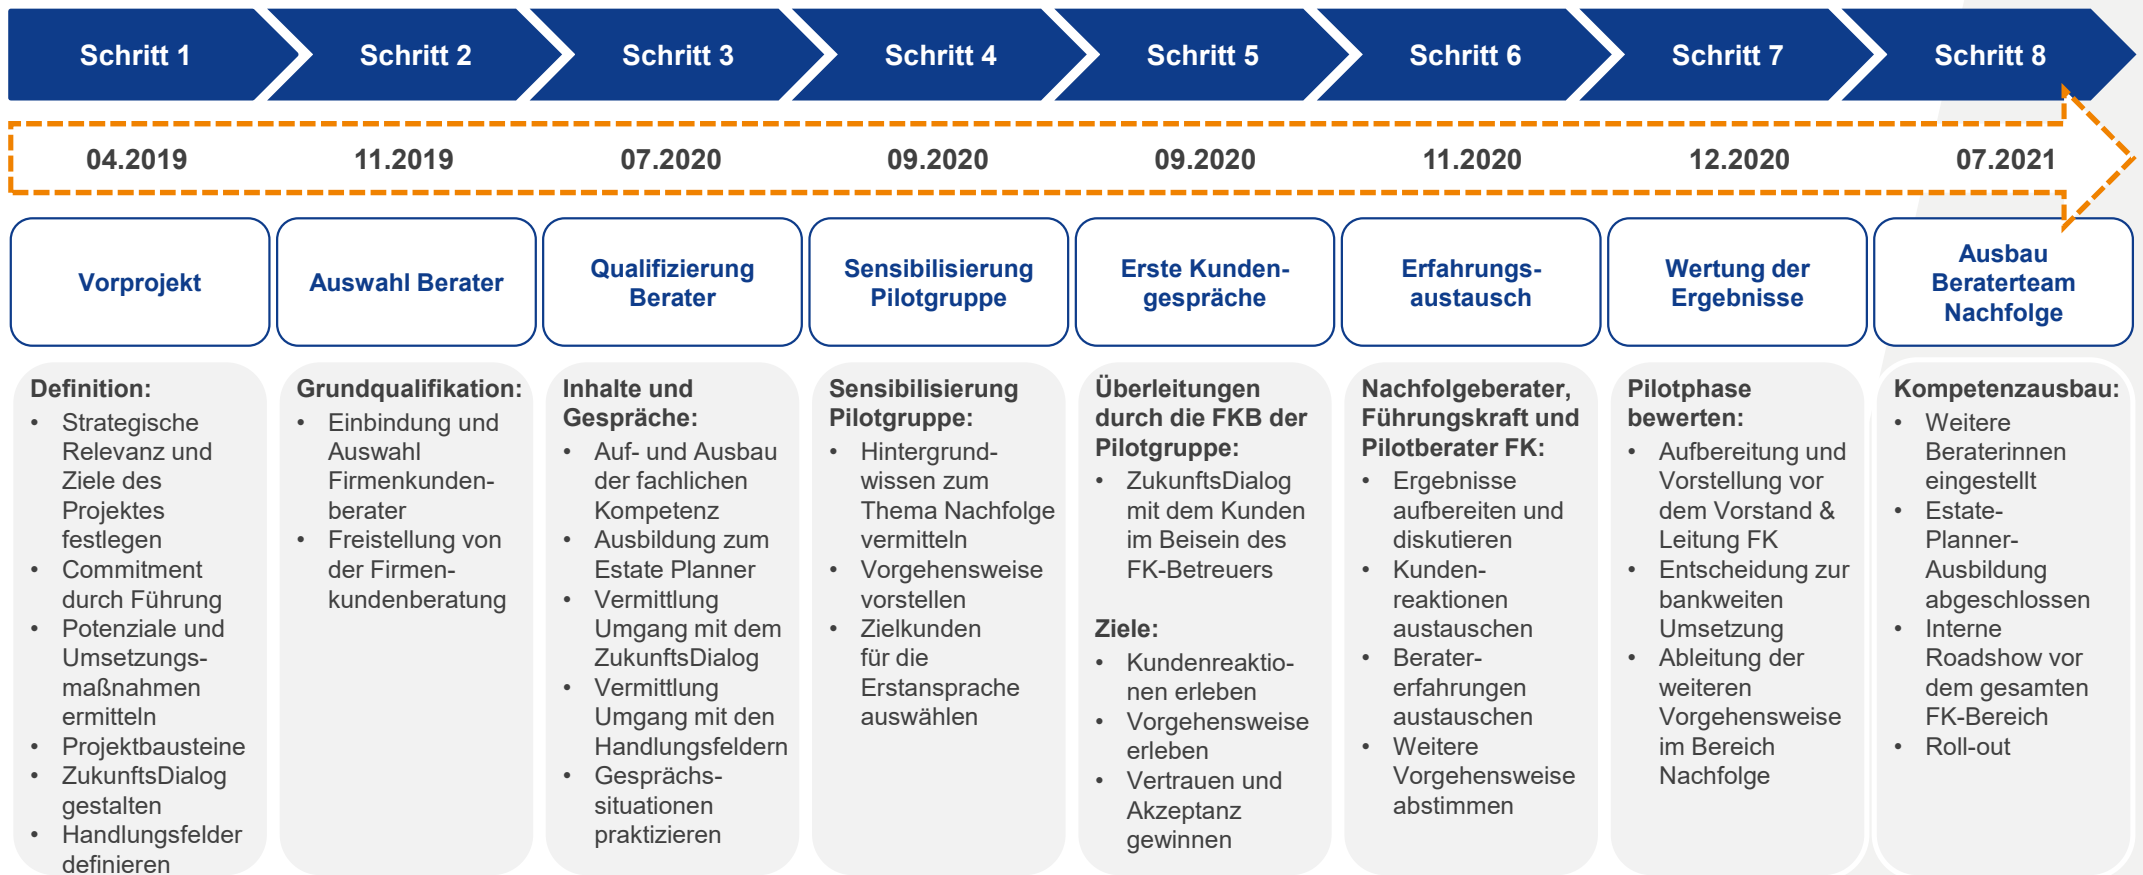 Schritt 1
Schritt 2
Schritt 3
Schritt 4
Schritt 5
Schritt 6
Schritt 7
Schritt 8
04.2019
11.2019
07.2020
09.2020
09.2020
11.2020
12.2020
07.2021
Vorprojekt
Auswahl Berater
Qualifizierung
Berater
Sensibilisierung
Pilotgruppe
Erste Kunden-
gespräche
Erfahrungs-
austausch
Wertung der
Ergebnisse
Ausbau
Beraterteam
Nachfolge
Definition:
• Strategische
Relevanz und
Ziele des
Projektes
festlegen
• Commitment
durch Führung
• Potenziale und
Umsetzungs-
maßnahmen
ermitteln
• Projektbausteine
• ZukunftsDialog
gestalten
• Handlungsfelder
definieren
Grundqualifikation:
• Einbindung und
Auswahl
Firmenkunden-
berater
• Freistellung von
der Firmen-
kundenberatung
Inhalte und
Gespräche:
• Auf- und Ausbau
der fachlichen
Kompetenz
• Ausbildung zum
Estate Planner
• Vermittlung
Umgang mit dem
ZukunftsDialog
• Vermittlung
Umgang mit den
Handlungsfeldern
• Gesprächs-
situationen
praktizieren
Sensibilisierung
Pilotgruppe:
• Hintergrund-
wissen zum
Thema Nachfolge
vermitteln
• Vorgehensweise
vorstellen
• Zielkunden
für die
Erstansprache
auswählen
Überleitungen
durch die FKB der
Pilotgruppe:
• ZukunftsDialog
mit dem Kunden
im Beisein des
FK-Betreuers
Ziele:
• Kundenreaktio-
nen erleben
• Vorgehensweise
erleben
• Vertrauen und
Akzeptanz
gewinnen
Nachfolgeberater,
Führungskraft und
Pilotberater FK:
• Ergebnisse
aufbereiten und
diskutieren
• Kunden-
reaktionen
austauschen
• Berater-
erfahrungen
austauschen
• Weitere
Vorgehensweise
abstimmen
Pilotphase
bewerten:
• Aufbereitung und
Vorstellung vor
dem Vorstand &
Leitung FK
• Entscheidung zur
bankweiten
Umsetzung
• Ableitung der
weiteren
Vorgehensweise
im Bereich
Nachfolge
Kompetenzausbau:
• Weitere
Beraterinnen
eingestellt
• Estate-
Planner-
Ausbildung
abgeschlossen
• Interne
Roadshow vor
dem gesamten
FK-Bereich
• Roll-out